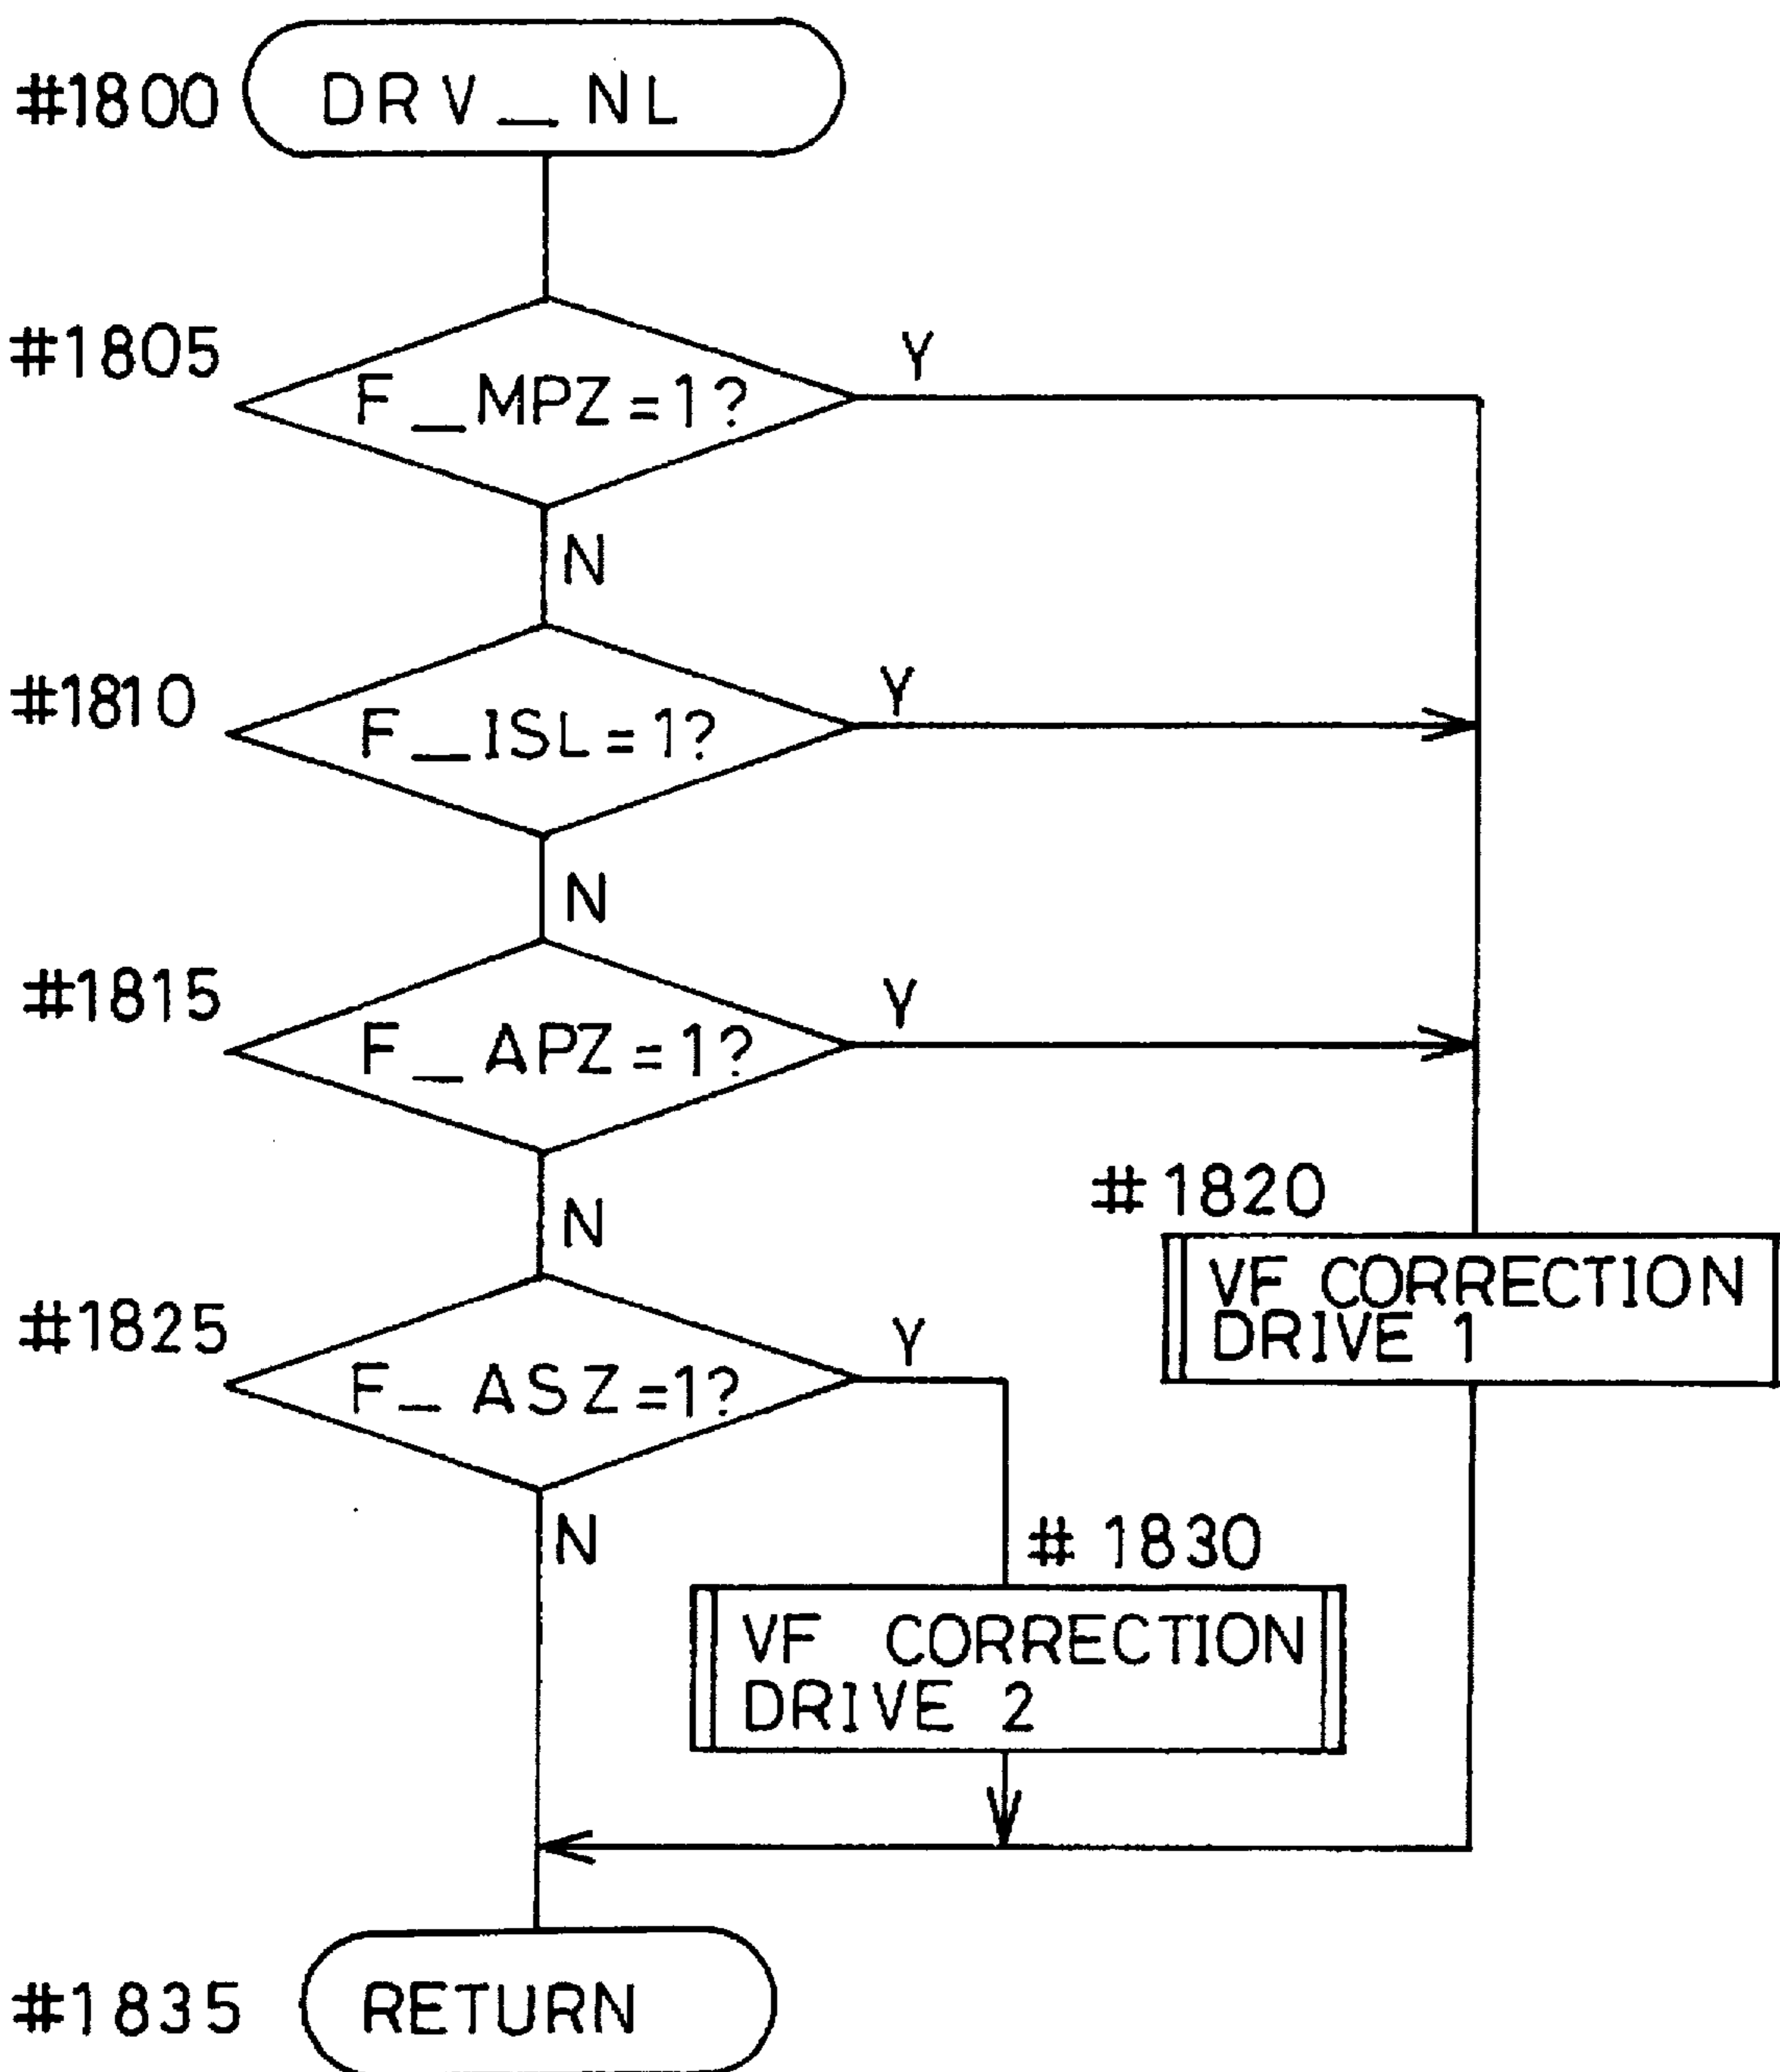 #1800 DRV_NL
#1805 F_MPZ=1? Y
N
#1810 F_ISL=1? Y
N
#1815 F_APZ=1? Y
N
#1820
VF CORRECTION
DRIVE 1
#1825 F_ASZ=1? Y
N
#1830
VF CORRECTION
DRIVE 2
#1835 RETURN